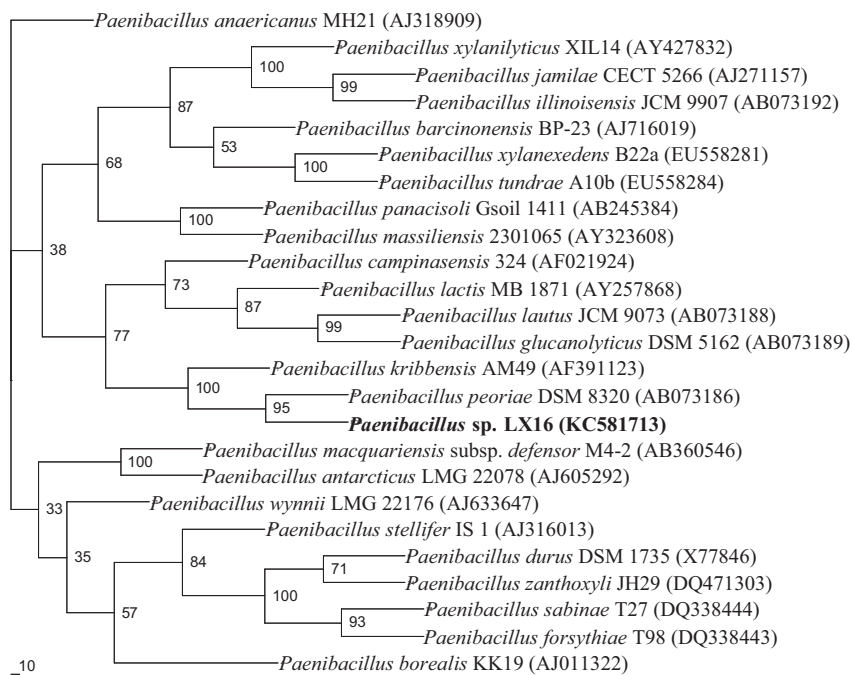 Paenibacillus anaericanus MH21 (AJ318909)
Paenibacillus xylanilyticus XIL14 (AY427832)
100
Paenibacillus jamilae CECT 5266 (AJ271157)
99
Paenibacillus illinoisensis JCM 9907 (AB073192)
87
Paenibacillus barcinonensis BP-23 (AJ716019)
53
Paenibacillus xylanexedens B22a (EU558281)
100
68
Paenibacillus tundrae A10b (EU558284)
Paenibacillus panacisoli Gsoil 1411 (AB245384)
100
Paenibacillus massiliensis 2301065 (AY323608)
38
Paenibacillus campinasensis 324 (AF021924)
73
Paenibacillus lactis MB 1871 (AY257868)
87
Paenibacillus lautus JCM 9073 (AB073188)
99
77
Paenibacillus glucanolyticus DSM 5162 (AB073189)
Paenibacillus kribbensis AM49 (AF391123)
100
Paenibacillus peoriae DSM 8320 (AB073186)
95
Paenibacillus sp. LX16 (KC581713)
Paenibacillus macquariensis subsp. defensor M4-2 (AB360546)
100
Paenibacillus antarcticus LMG 22078 (AJ605292)
33
Paenibacillus wynnii LMG 22176 (AJ633647)
Paenibacillus stellifer IS 1 (AJ316013)
35
84
Paenibacillus durus DSM 1735 (X77846)
71
Paenibacillus zanthoxyli JH29 (DQ471303)
100
57
Paenibacillus sabinae T27 (DQ338444)
93
Paenibacillus forsythiae T98 (DQ338443)
Paenibacillus borealis KK19 (AJ011322)
10